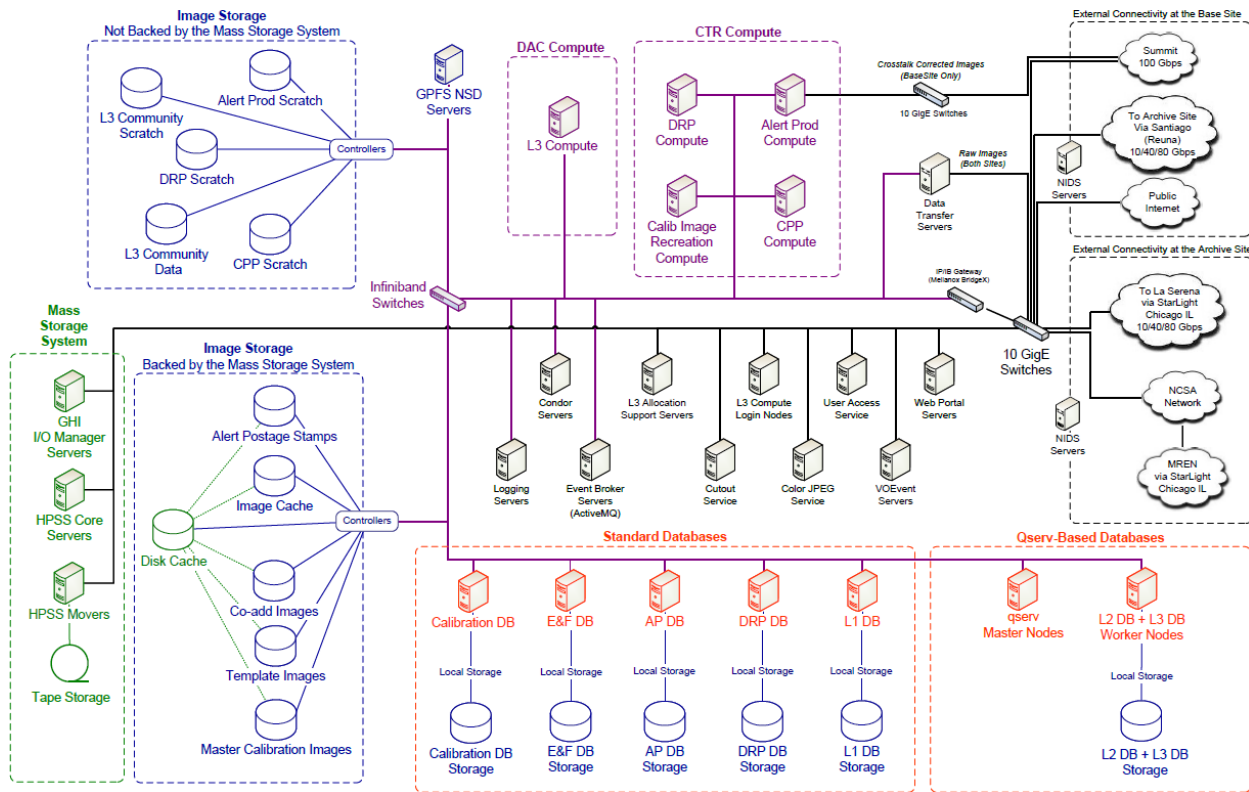 Image Storage
Not Backed by the Mass Storage System
Alert Prod Scratch
L3 Community
Scratch
DRP Scratch
L3 Community
Data
CPP Scratch
Controllers
GPFS NSD
Servers
DAC Compute
L3 Compute
CTR Compute
DRP
Compute
Alert Prod
Compute
Calib Image
Recreation
Compute
CPP
Compute
Crosstalk Corrected Images
(BaseSite Only)
10 GigE Switches
Raw Images
(Both Sites)
Data
Transfer
Servers
External Connectivity at the Base Site
Summit
100 Gbps
To Archive Site
Via Santiago
(Reuna)
10/40/80 Gbps
NIDS
Servers
Public
Internet
External Connectivity at the Archive Site
To La Serena
via StarLight
Chicago IL
10/40/80 Gbps
NCSA
Network
NIDS
Servers
MREN
via StarLight
Chicago IL
IP/IB Gateway
(Mellanox BridgeX)
10 GigE
Switches
Infiniband
Switches
Mass
Storage
System
GHI
I/O Manager
Servers
HPSS Core
Servers
HPSS Movers
Tape Storage
Image Storage
Backed by the Mass Storage System
Alert Postage Stamps
Image Cache
Disk Cache
Controllers
Co-add Images
Template Images
Master Calibration Images
Condor
Servers
L3 Allocation
Support Servers
L3 Compute
Login Nodes
User Access
Service
Web Portal
Servers
Logging
Servers
Event Broker
Servers
(ActiveMQ)
Cutout
Service
Color JPEG
Service
VOEvent
Servers
Standard Databases
Calibration DB
E&F DB
AP DB
DRP DB
L1 DB
Local Storage
Local Storage
Local Storage
Local Storage
Local Storage
Calibration DB
Storage
E&F DB
Storage
AP DB
Storage
DRP DB
Storage
L1 DB
Storage
Qserv-Based Databases
qserv
Master Nodes
L2 DB + L3 DB
Worker Nodes
Local Storage
L2 DB + L3 DB
Storage